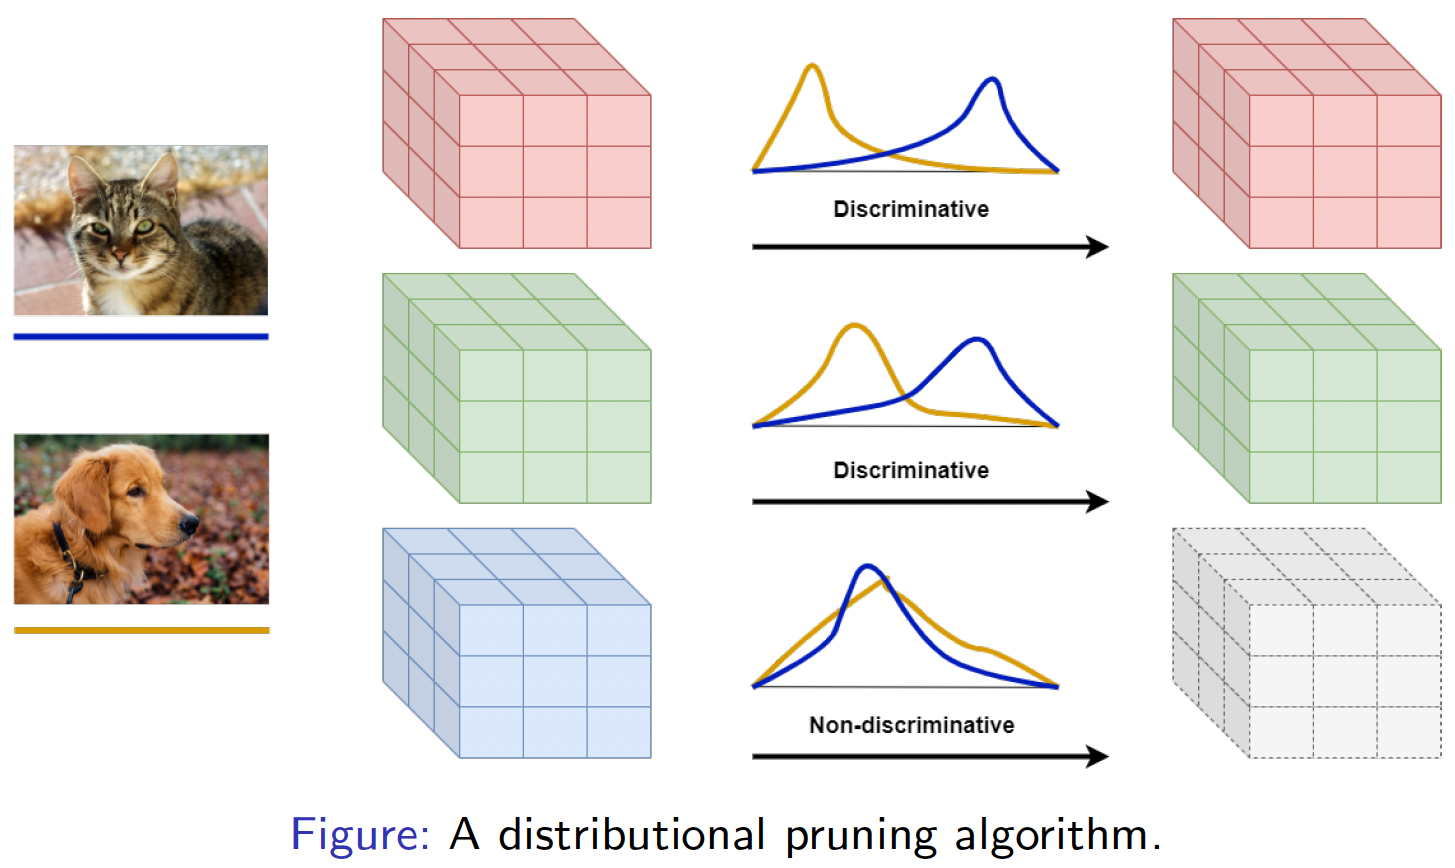 Discriminative
Discriminative
Non-discriminative
Figure: A distributional pruning algorithm.